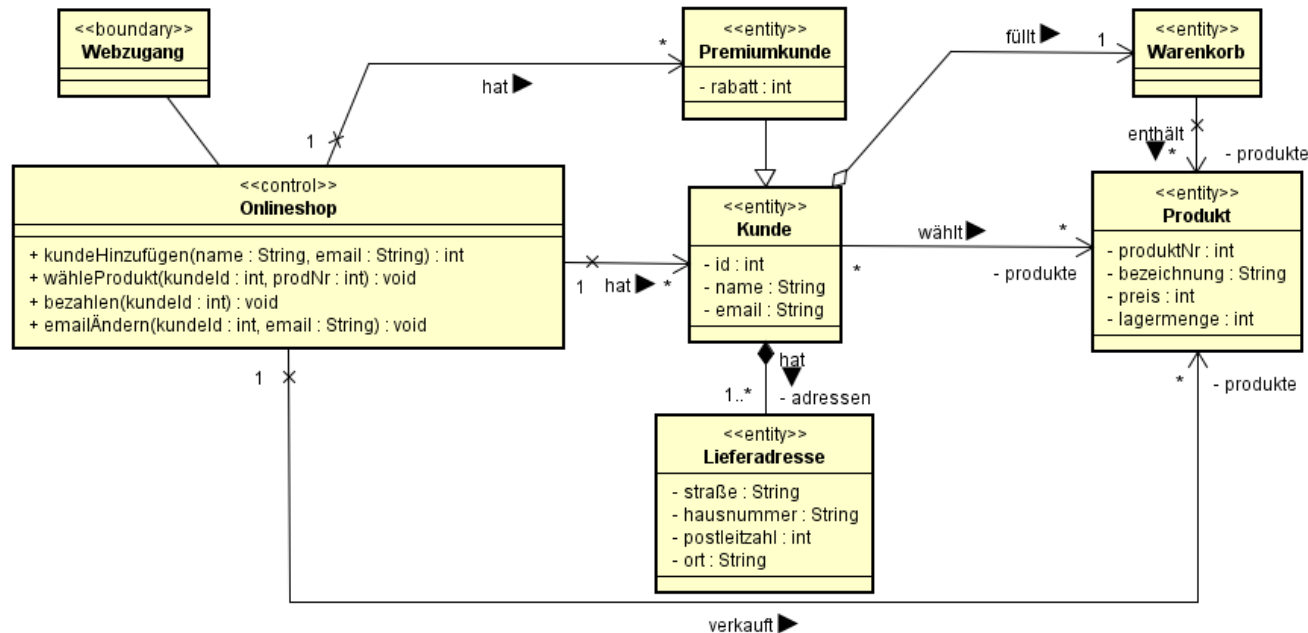 <<boundary>>
Webzugang
<<entity>>
Premiumkunde
- rabatt : int
<<entity>>
Warenkorb
hat
1
*
füllt
1
enthält
*
- produkte
<<control>>
Onlineshop
+ kundeHinzufügen(name : String, email : String) : int
+ wähleProdukt(kundeId : int, prodNr : int) : void
+ bezahlen(kundeId : int) : void
+ emailÄndern(kundeId : int, email : String) : void
1
hat
*
<<entity>>
Kunde
- id : int
- name : String
- email : String
wählt
*
*
- produkte
<<entity>>
Produkt
- produktNr : int
- bezeichnung : String
- preis : int
- lagermenge : int
hat
1..*
- adressen
<<entity>>
Lieferadresse
- straße : String
- hausnummer : String
- postleitzahl : int
- ort : String
1
*
- produkte
verkauft